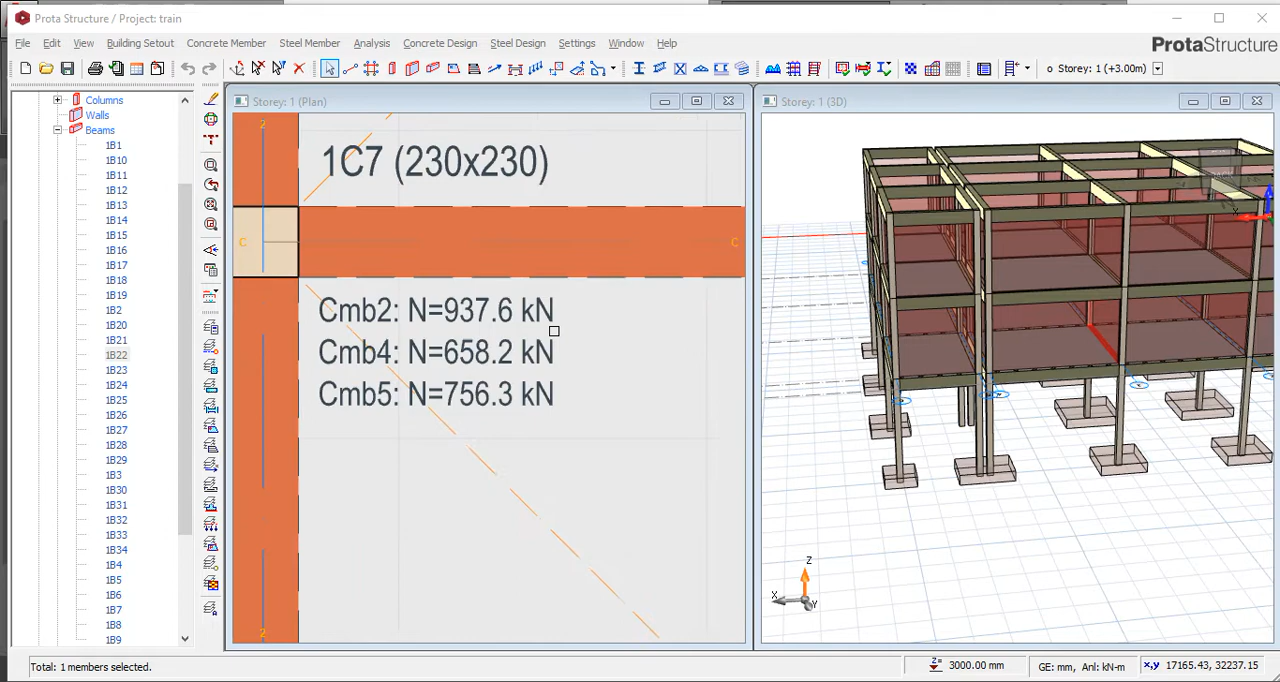 Prota Structure / Project: train
File Edit View Building Setout Concrete Member Steel Member Analysis Concrete Design Steel Design Settings Window Help
ProtaStructure
o Storey: 1 (+3.00m)
Columns
Walls
Beams
1B1
1B10
1B11
1B12
1B13
1B14
1B15
1B16
1B17
1B18
1B19
1B2
1B20
1B21
1B22
1B23
1B24
1B25
1B26
1B27
1B28
1B29
1B3
1B30
1B31
1B32
1B33
1B34
1B4
1B5
1B6
1B7
1B8
1B9
Storey: 1 (Plan)
2
1C7 (230x230)
C
C
Cmb2: N=937.6 kN
Cmb4: N=658.2 kN
Cmb5: N=756.3 kN
2
Storey: 1 (3D)
Z
X
Y
Total: 1 members selected.
Z= 3000.00 mm
GE: mm, Anl: kN-m
x,y 17165.43, 32237.15